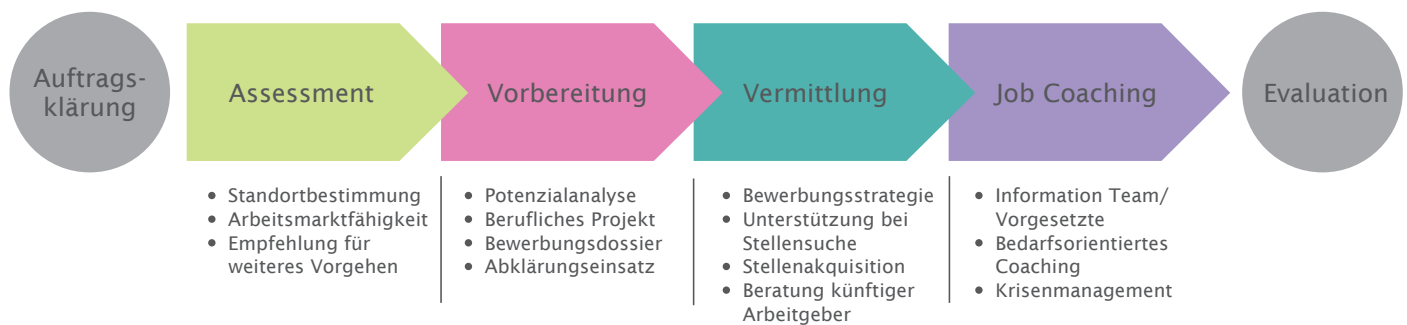 Auftrags-
klärung
Assessment
Vorbereitung
Vermittlung
Job Coaching
Evaluation
• Standortbestimmung
• Arbeitsmarktfähigkeit
• Empfehlung für
weiteres Vorgehen
• Potenzialanalyse
• Berufliches Projekt
• Bewerbungsdossier
• Abklärungseinsatz
• Bewerbungsstrategie
• Unterstützung bei
Stellensuche
• Stellenakquisition
• Beratung künftiger
Arbeitgeber
• Information Team/
Vorgesetzte
• Bedarfsorientiertes
Coaching
• Krisenmanagement